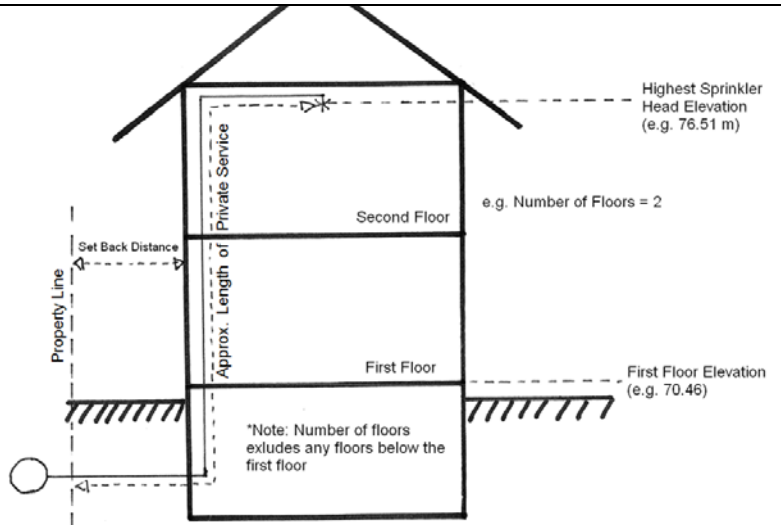 Highest Sprinkler
Head Elevation
(e.g. 76.51 m)
e.g. Number of Floors = 2
Second Floor
Set Back Distance
Property Line
Approx. Length of Private Service
First Floor
First Floor Elevation
(e.g. 70.46)
*Note: Number of floors
exludes any floors below the
first floor